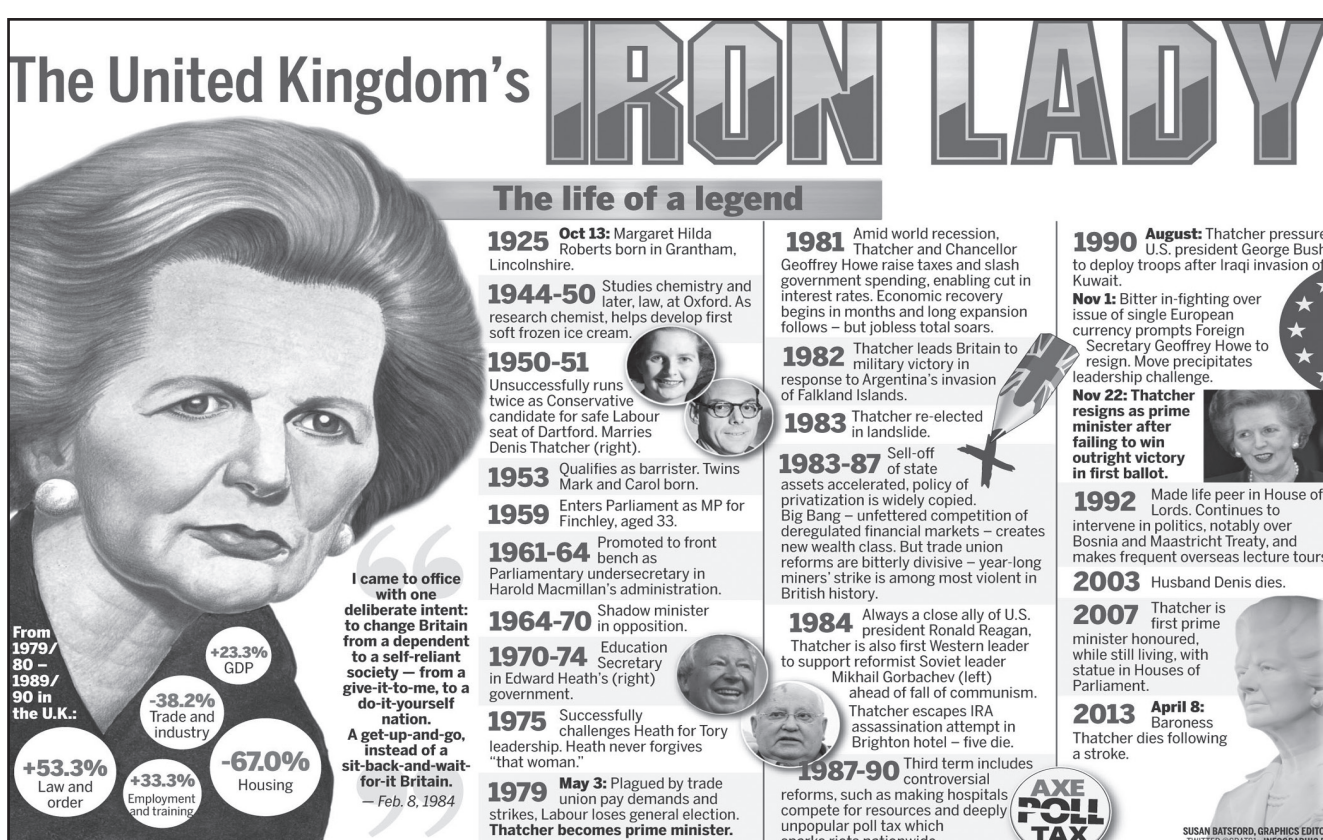 The United Kingdom's IRON LADY
The life of a legend
1925 Oct 13: Margaret Hilda
Roberts born in Grantham,
Lincolnshire.
1944-50 Studies chemistry and
later, law, at Oxford. As
research chemist, helps develop first
soft frozen ice cream.
1950-51
Unsuccessfully runs
twice as Conservative
candidate for safe Labour
seat of Dartford. Marries
Denis Thatcher (right).
1953 Qualifies as barrister. Twins
Mark and Carol born.
1959 Enters Parliament as MP for
Finchley, aged 33.
1961-64 Promoted to front
bench as
Parliamentary undersecretary in
Harold Macmillan's administration.
1964-70 Shadow minister
in opposition.
1970-74 Education
Secretary
in Edward Heath's (right)
government.
1975 Successfully
challenges Heath for Tory
leadership. Heath never forgives
"that woman."
1979 May 3: Plagued by trade
union pay demands and
strikes, Labour loses general election.
Thatcher becomes prime minister.
1981 Amid world recession,
Thatcher and Chancellor
Geoffrey Howe raise taxes and slash
government spending, enabling cut in
interest rates. Economic recovery
begins in months and long expansion
follows – but jobless total soars.
1982 Thatcher leads Britain to
military victory in
response to Argentina's invasion
of Falkland Islands.
1983 Thatcher re-elected
in landslide.
1983-87 Sell-off
of state
assets accelerated, policy of
privatization is widely copied.
Big Bang – unfettered competition of
deregulated financial markets – creates
new wealth class. But trade union
reforms are bitterly divisive – year-long
miners' strike is among most violent in
British history.
1984 Always a close ally of U.S.
president Ronald Reagan,
Thatcher is also first Western leader
to support reformist Soviet leader
Mikhail Gorbachev (left)
ahead of fall of communism.
Thatcher escapes IRA
assassination attempt in
Brighton hotel – five die.
1987-90 Third term includes
controversial
reforms, such as making hospitals
compete for resources and deeply
unpopular poll tax which
AXE
POLL
TAX
1990 August: Thatcher pressure
U.S. president George Bush
to deploy troops after Iraqi invasion of
Kuwait.
Nov 1: Bitter in-fighting over
issue of single European
currency prompts Foreign
Secretary Geoffrey Howe to
resign. Move precipitates
leadership challenge.
Nov 22: Thatcher
resigns as prime
minister after
failing to win
outright victory
in first ballot.
1992 Made life peer in House of
Lords. Continues to
intervene in politics, notably over
Bosnia and Maastricht Treaty, and
makes frequent overseas lecture tours
2003 Husband Denis dies.
2007 Thatcher is
first prime
minister honoured,
while still living, with
statue in Houses of
Parliament.
2013 April 8:
Baroness
Thatcher dies following
a stroke.
I came to office
with one
deliberate intent:
to change Britain
from a dependent
to a self-reliant
society — from a
give-it-to-me, to a
do-it-yourself
nation.
A get-up-and-go,
instead of a
sit-back-and-wait-
for-it Britain.
— Feb. 8, 1984
From
1979/
80 –
1989/
90 in
the U.K.:
+23.3%
GDP
-38.2%
Trade and
industry
+53.3%
Law and
order
+33.3%
Employment
and training
-67.0%
Housing
SUSAN BATSFORD, GRAPHICS EDIT